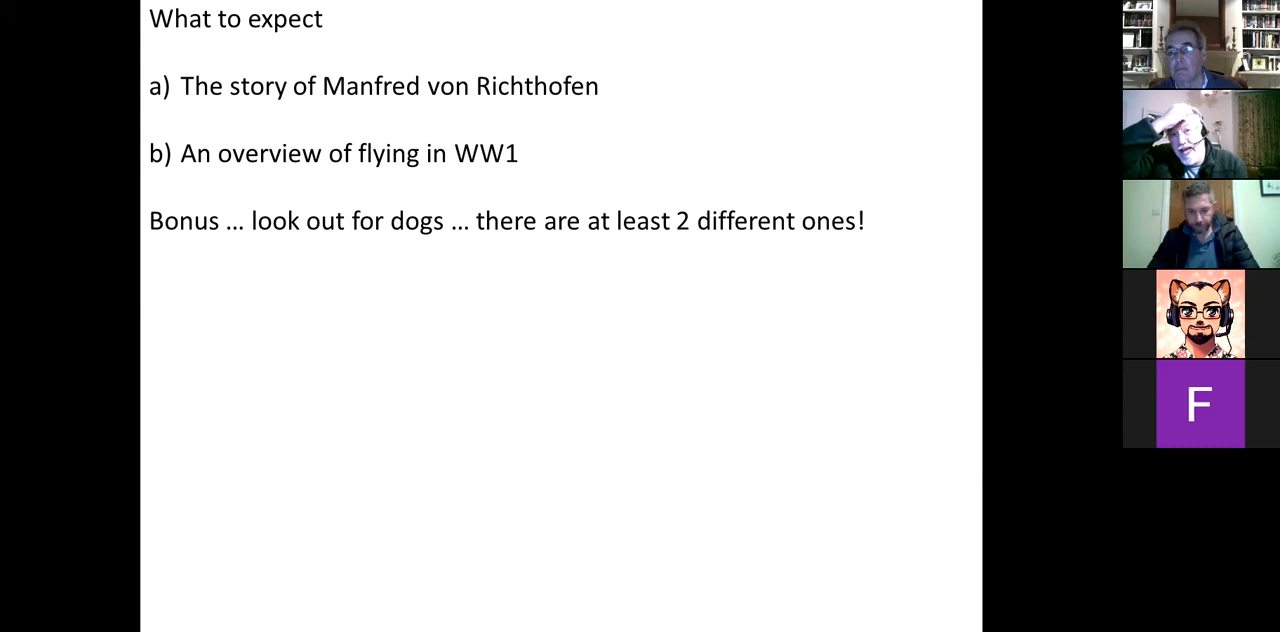 What to expect
a) The story of Manfred von Richthofen
b) An overview of flying in WW1
Bonus ... look out for dogs ... there are at least 2 different ones!
F